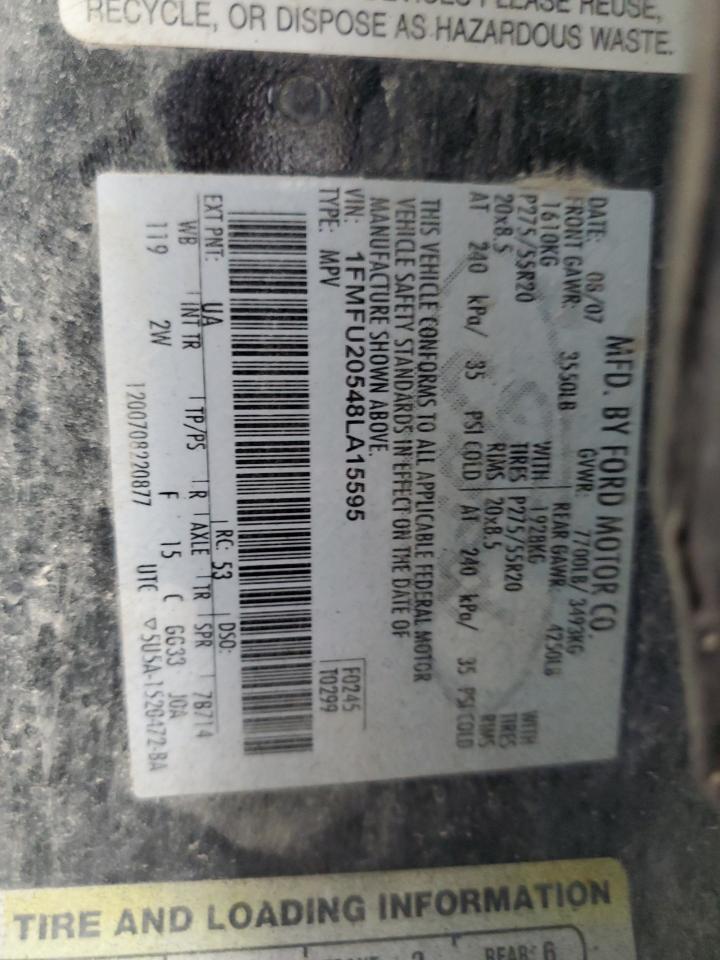 DEVICES PLEASE REUSE,
RECYCLE, OR DISPOSE AS HAZARDOUS WASTE.
MFD. BY FORD MOTOR CO.
DATE: 08/07 GVWR: 7700LB/3493KG
FRONT GAWR: 3550LB REAR GAWR: 4250LB
1610KG WITH 1928KG WITH
P275/55R20 TIRES P275/55R20 TIRES
20x8.5 RIMS 20x8.5 RIMS
AT 240 kPa/ 35 PSI COLD AT 240 kPa/ 35 PSI COLD
THIS VEHICLE CONFORMS TO ALL APPLICABLE FEDERAL MOTOR
VEHICLE SAFETY STANDARDS IN EFFECT ON THE DATE OF
MANUFACTURE SHOWN ABOVE.
VIN: 1FMFU20548LA15595 F0245
TYPE: MPV T0299
EXT PNT: UA RC: 53 DSO:
WB INT TR TP/PS R AXLE TR SPR 7B714
119 2W F 15 C GG33 JOA
1200708220877 UTC ▽5U5A-1520472-BA
TIRE AND LOADING INFORMATION
REAR: 6